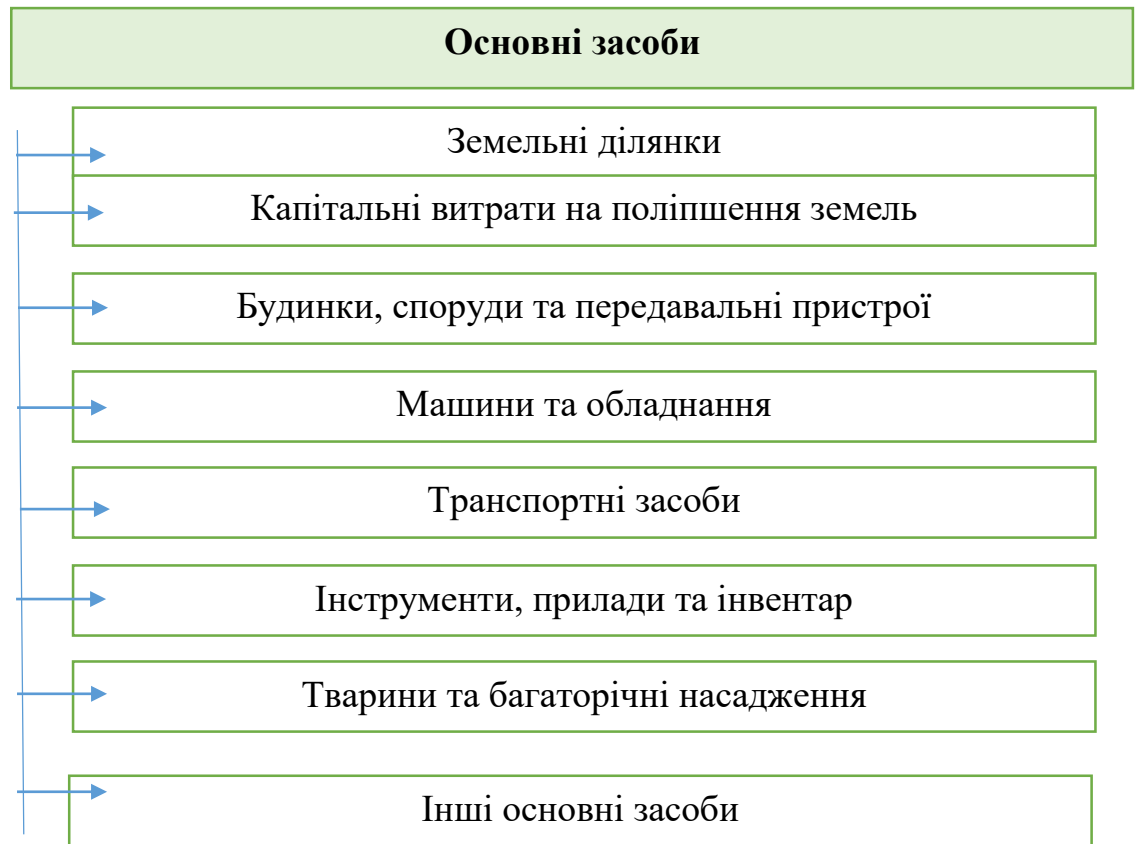 Основні засоби
Земельні ділянки
Капітальні витрати на поліпшення земель
Будинки, споруди та передавальні пристрої
Машини та обладнання
Транспортні засоби
Інструменти, прилади та інвентар
Тварини та багаторічні насадження
Інші основні засоби